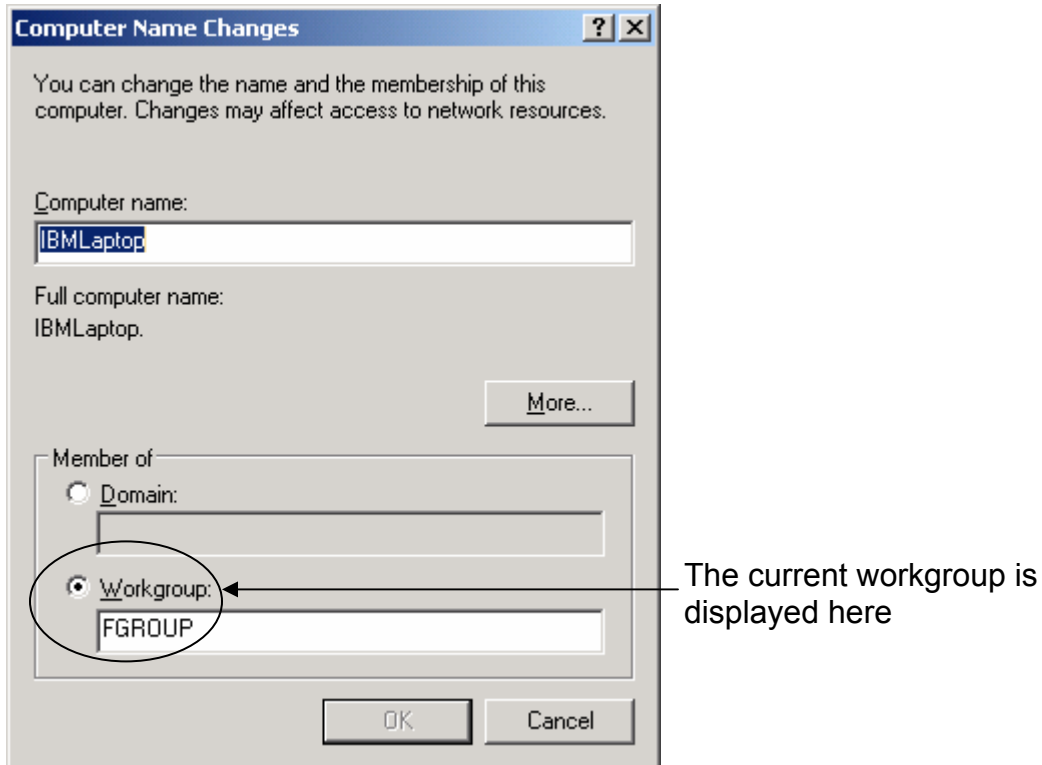 Computer Name Changes
You can change the name and the membership of this
computer. Changes may affect access to network resources.
Computer name:
IBMLaptop
Full computer name:
IBMLaptop.
More...
Member of
Domain:
Workgroup:
FGROUP
The current workgroup is
displayed here
OK
Cancel